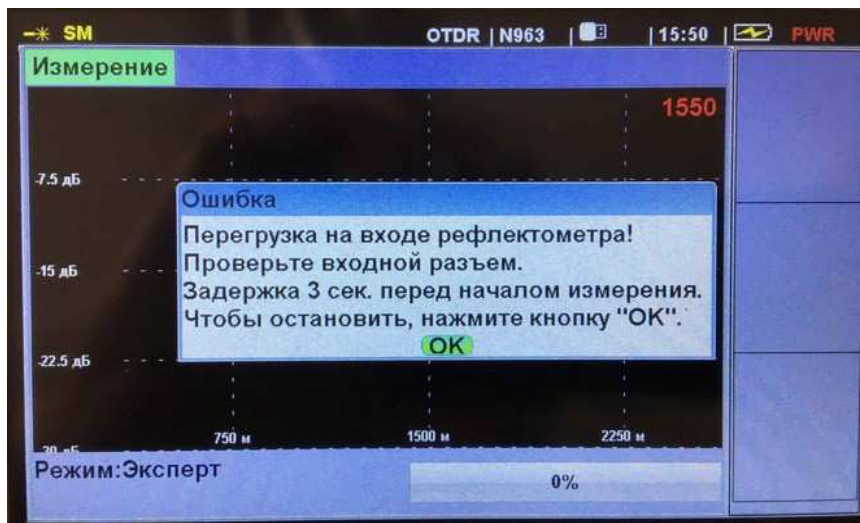 SM OTDR | N963 | | 15:50 | PWR
Измерение
1550
-7.5 дБ
Ошибка
Перегрузка на входе рефлектометра!
Проверьте входной разъем.
-15 дБ
Задержка 3 сек. перед началом измерения.
Чтобы остановить, нажмите кнопку "ОК".
ОК
-22.5 дБ
750 м 1500 м 2250 м
Режим:Эксперт
0%